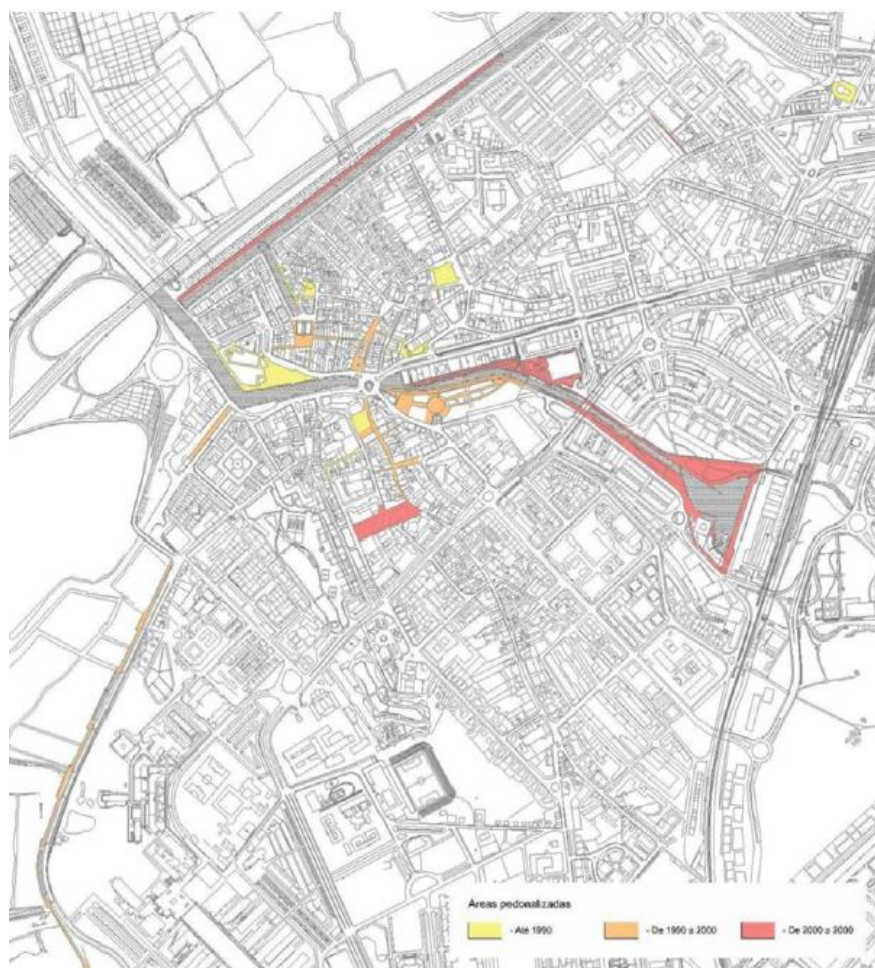 Áreas pedonalizadas
- Até 1990
- De 1990 a 2000
- De 2000 a 2009